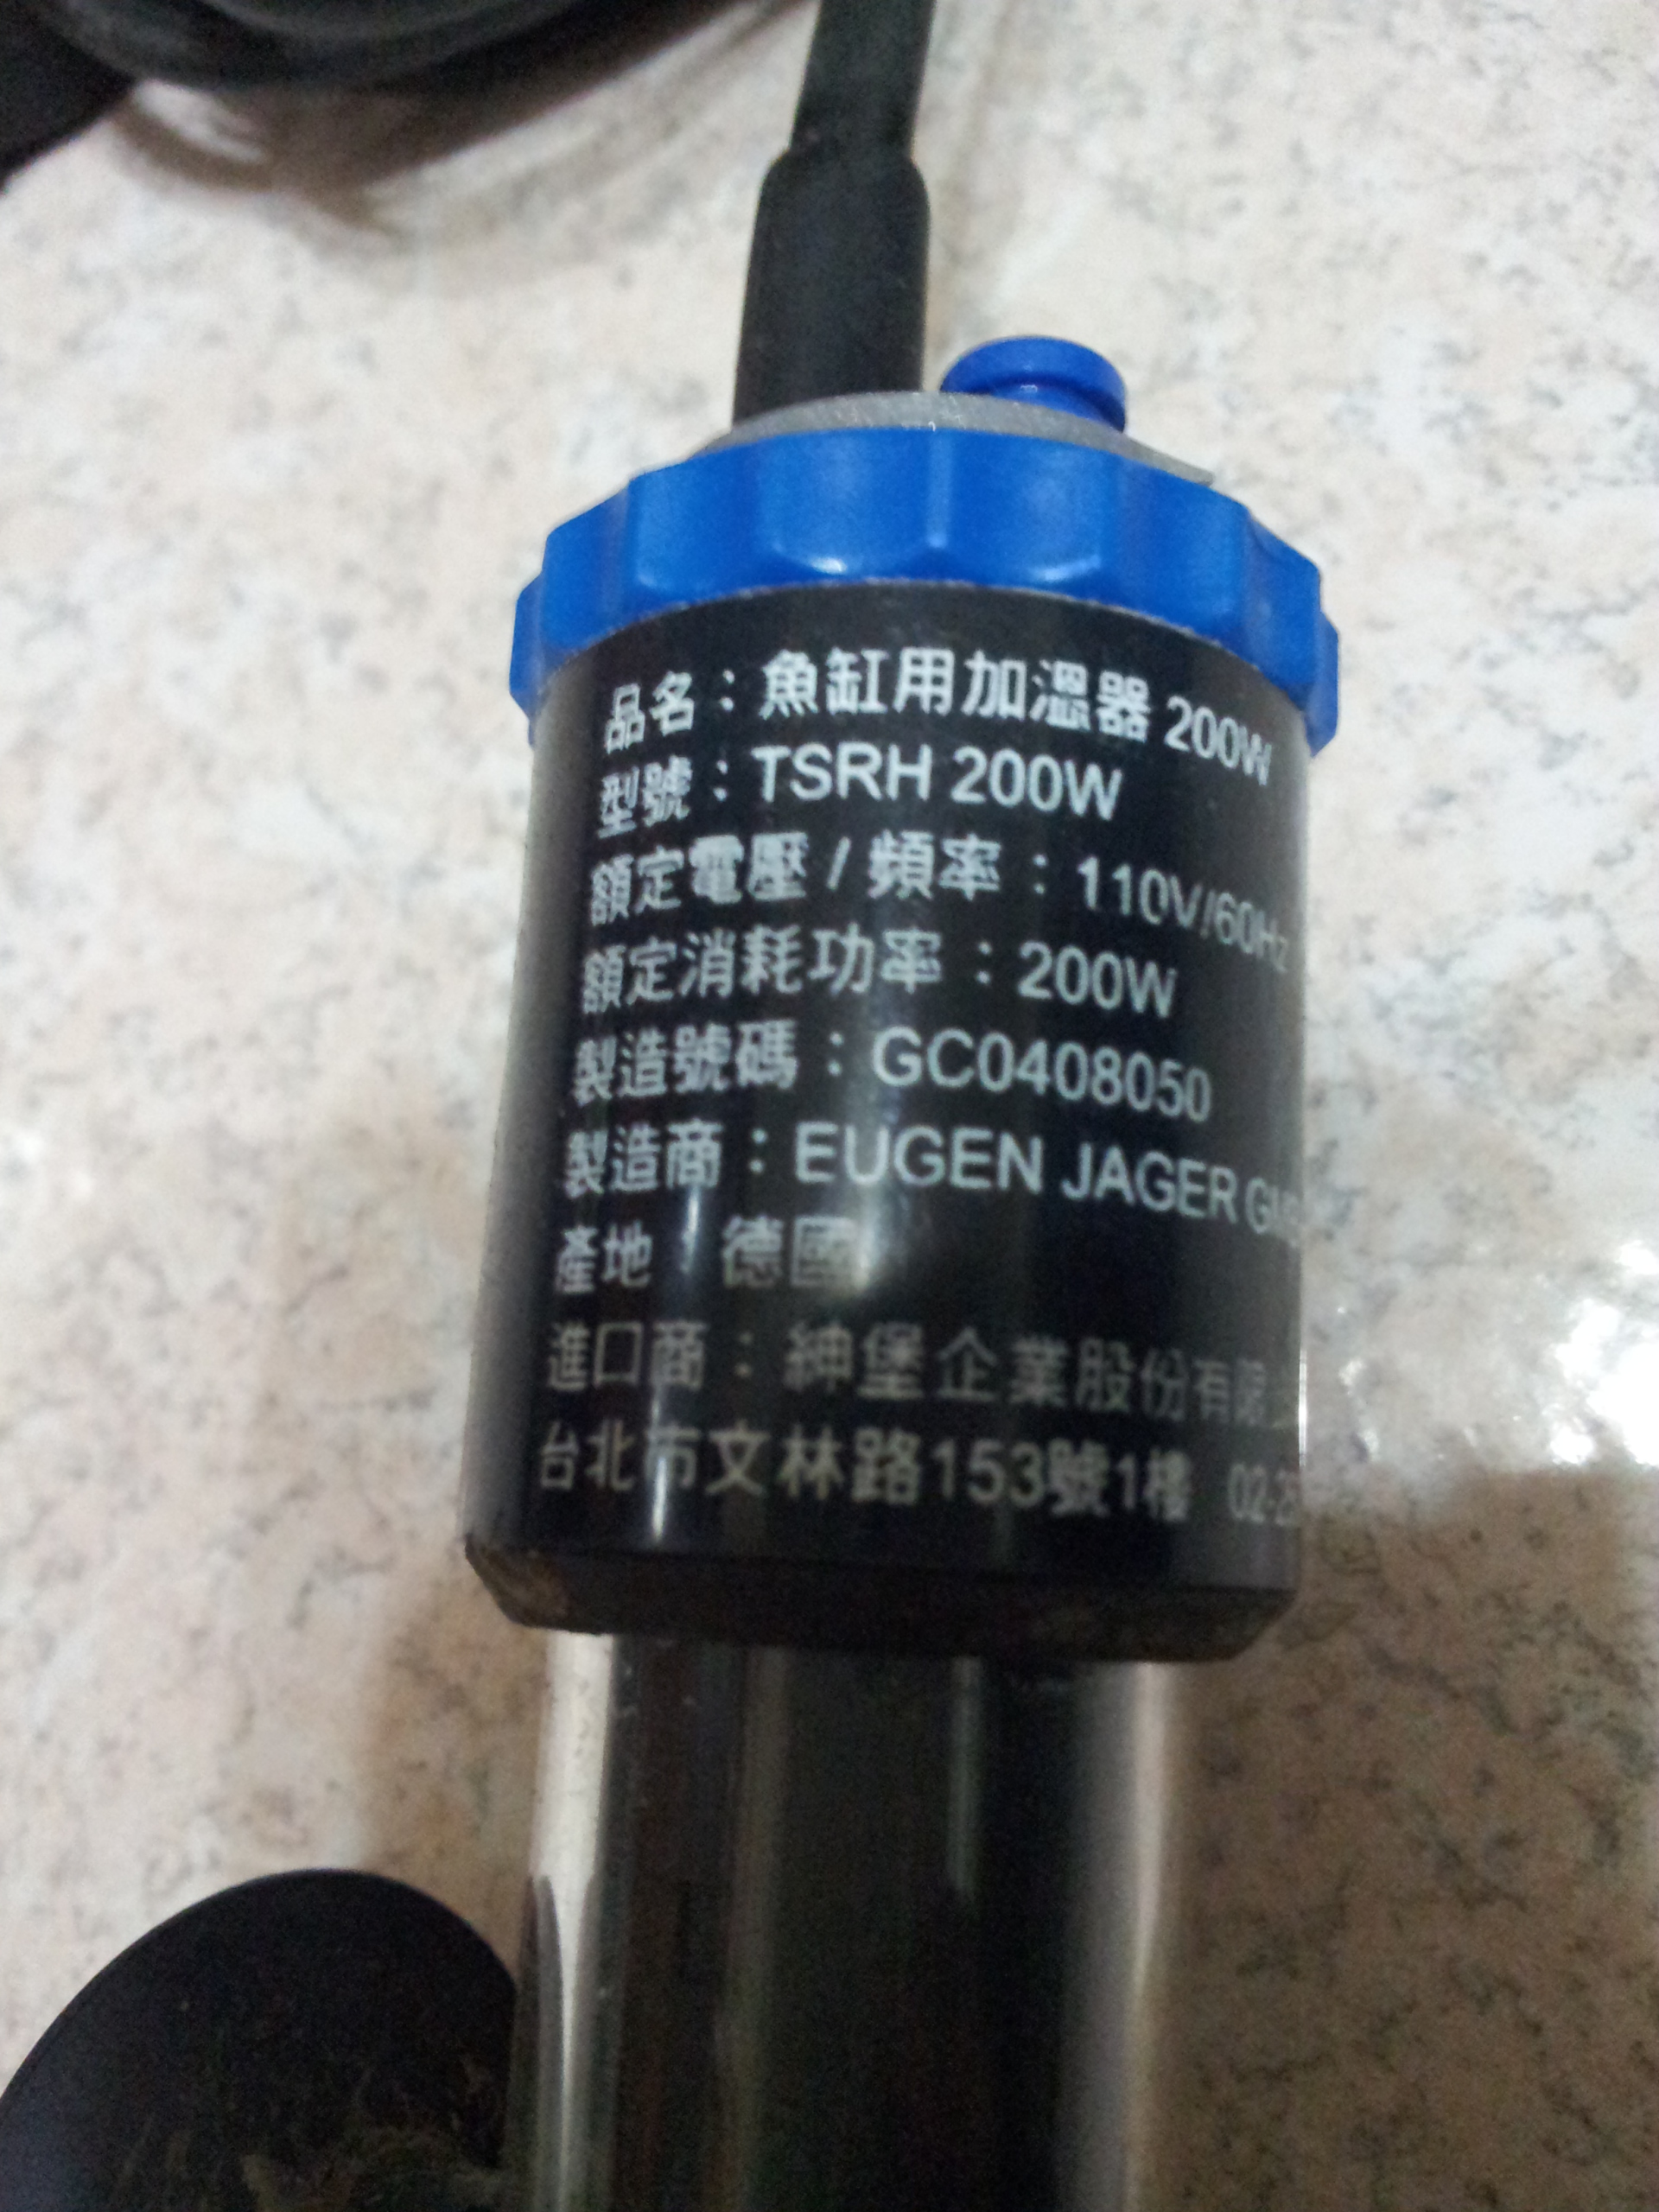 品名：魚缸用加溫器 200W
型號：TSRH 200W
額定電壓 / 頻率：110V/60Hz
額定消耗功率：200W
製造號碼：GC0408050
製造商：EUGEN JAGER
產地：德國
進口商：紳堡企業股份有限
台北市文林路153號1樓 02-2